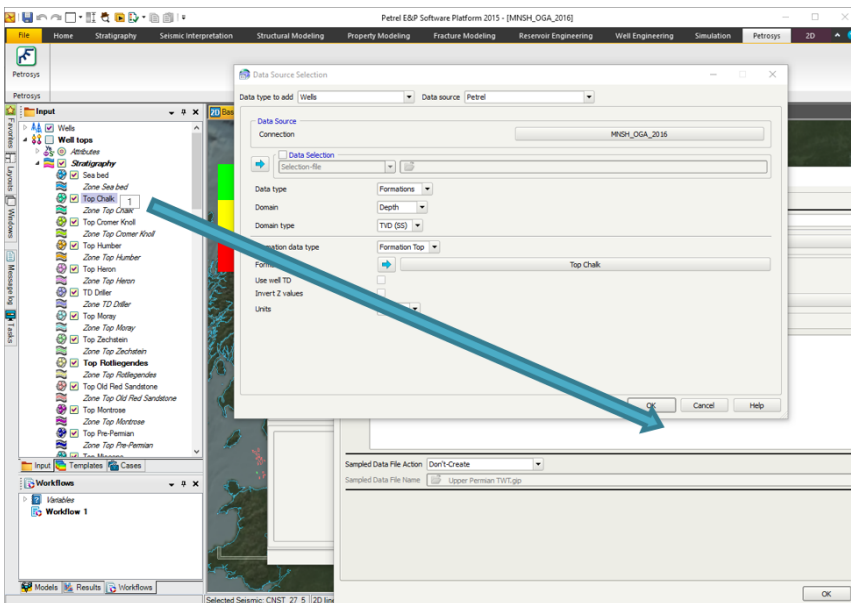 Petrel E&P Software Platform 2015 - [MNSH_OGA_2016]
File Home Stratigraphy Seismic Interpretation Structural Modeling Property Modeling Fracture Modeling Reservoir Engineering Well Engineering Simulation Petrosys 2D
Petrosys
Petrosys
Favorites
Layouts
Windows
Message log
Tasks
Input
Wells
Well tops
Attributes
Stratigraphy
Sea bed
Zone Sea bed
Top Chalk 1
Zone Top Chalk
Top Cromer Knoll
Zone Top Cromer Knoll
Top Humber
Zone Top Humber
Top Heron
Zone Top Heron
TD Driller
Zone TD Driller
Top Moray
Zone Top Moray
Top Zechstein
Zone Top Zechstein
Top Rotliegendes
Zone Top Rotliegendes
Top Old Red Sandstone
Zone Top Old Red Sandstone
Top Montrose
Zone Top Montrose
Top Pre-Permian
Zone Top Pre-Permian
Input Templates Cases
Workflows
Variables
Workflow 1
Models Results Workflows
2D Bas
Data Source Selection
Data type to add Wells Data source Petrel
Data Source
Connection MNSH_OGA_2016
Data Selection
Selection-file
Data type Formations
Domain Depth
Domain type TVD (SS)
Formation data type Formation Top
Top Chalk
Use well TD
Invert Z values
Units
OK Cancel Help
Sampled Data File Action Don't-Create
Sampled Data File Name Upper Permian TWT.gip
OK
Selected Seismic: CNST_27_5 2D line